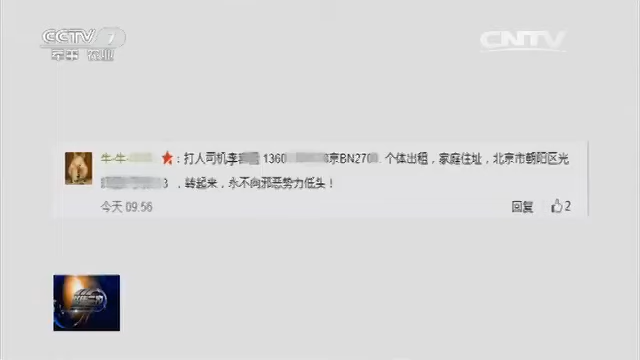 CCTV 7
军事 农业
CNTV
牛-牛- ：打人司机李 1360 京BN270 . 个体出租，家庭住址，北京市朝阳区光
3 ，转起来，永不向邪恶势力低头！
今天 09:56
回复 2